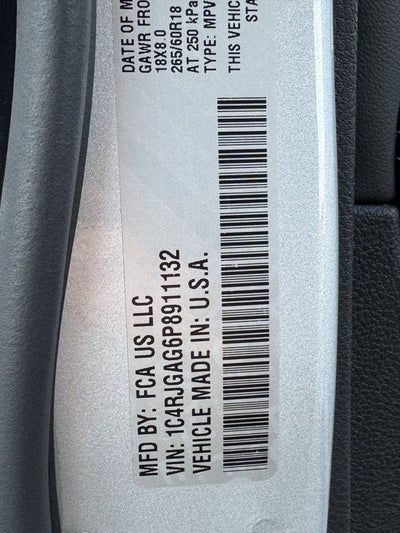 MFD BY: FCA US LLC
VIN: 1C4RJGAG6P8911132
VEHICLE MADE IN: U.S.A.
DATE OF M
GAWR FRO
18X8.0
265/60R18
AT 250 kPa
TYPE: MPV
THIS VEHIC
STA